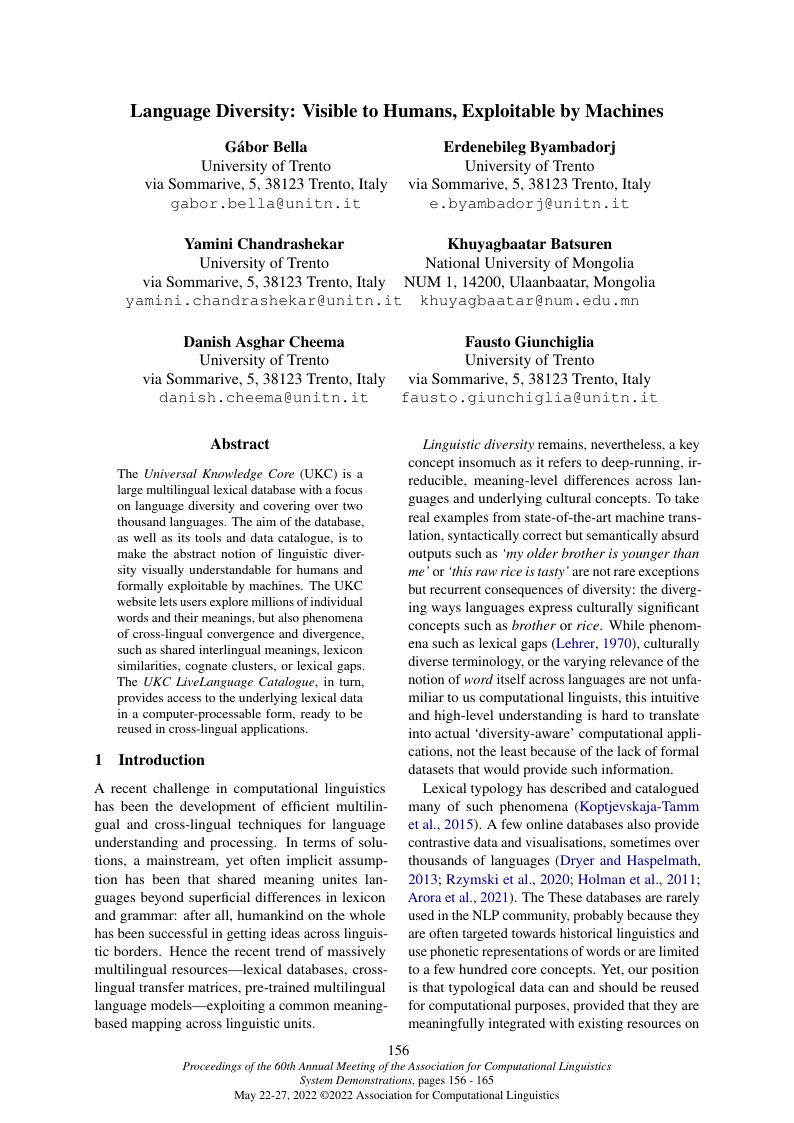 Language Diversity: Visible to Humans, Exploitable by Machines
Gábor Bella
University of Trento
via Sommarive, 5, 38123 Trento, Italy
gabor.bella@unitn.it
Erdenebileg Byambadorj
University of Trento
via Sommarive, 5, 38123 Trento, Italy
e.byambadorj@unitn.it
Yamini Chandrashekar
University of Trento
via Sommarive, 5, 38123 Trento, Italy
yamini.chandrashekar@unitn.it
Khuyagbaatar Batsuren
National University of Mongolia
NUM 1, 14200, Ulaanbaatar, Mongolia
khuyagbaatar@num.edu.mn
Danish Asghar Cheema
University of Trento
via Sommarive, 5, 38123 Trento, Italy
danish.cheema@unitn.it
Fausto Giunchiglia
University of Trento
via Sommarive, 5, 38123 Trento, Italy
fausto.giunchiglia@unitn.it
Abstract
The Universal Knowledge Core (UKC) is a
large multilingual lexical database with a focus
on language diversity and covering over two
thousand languages. The aim of the database,
as well as its tools and data catalogue, is to
make the abstract notion of linguistic diver-
sity visually understandable for humans and
formally exploitable by machines. The UKC
website lets users explore millions of individual
words and their meanings, but also phenomena
of cross-lingual convergence and divergence,
such as shared interlingual meanings, lexicon
similarities, cognate clusters, or lexical gaps.
The UKC LiveLanguage Catalogue, in turn,
provides access to the underlying lexical data
in a computer-processable form, ready to be
reused in cross-lingual applications.
1 Introduction
A recent challenge in computational linguistics
has been the development of efficient multilin-
gual and cross-lingual techniques for language
understanding and processing. In terms of solu-
tions, a mainstream, yet often implicit assump-
tion has been that shared meaning unites lan-
guages beyond superficial differences in lexicon
and grammar: after all, humankind on the whole
has been successful in getting ideas across linguis-
tic borders. Hence the recent trend of massively
multilingual resources—lexical databases, cross-
lingual transfer matrices, pre-trained multilingual
language models—exploiting a common meaning-
based mapping across linguistic units.
Linguistic diversity remains, nevertheless, a key
concept insomuch as it refers to deep-running, ir-
reducible, meaning-level differences across lan-
guages and underlying cultural concepts. To take
real examples from state-of-the-art machine trans-
lation, syntactically correct but semantically absurd
outputs such as ‘my older brother is younger than
me’ or ‘this raw rice is tasty’ are not rare exceptions
but recurrent consequences of diversity: the diverg-
ing ways languages express culturally significant
concepts such as brother or rice. While phenom-
ena such as lexical gaps (Lehrer, 1970), culturally
diverse terminology, or the varying relevance of the
notion of word itself across languages are not unfa-
miliar to us computational linguists, this intuitive
and high-level understanding is hard to translate
into actual ‘diversity-aware’ computational appli-
cations, not the least because of the lack of formal
datasets that would provide such information.
Lexical typology has described and catalogued
many of such phenomena (Koptjevskaja-Tamm
et al., 2015). A few online databases also provide
contrastive data and visualisations, sometimes over
thousands of languages (Dryer and Haspelmath,
2013; Rzymski et al., 2020; Holman et al., 2011;
Arora et al., 2021). The These databases are rarely
used in the NLP community, probably because they
are often targeted towards historical linguistics and
use phonetic representations of words or are limited
to a few hundred core concepts. Yet, our position
is that typological data can and should be reused
for computational purposes, provided that they are
meaningfully integrated with existing resources on
156
Proceedings of the 60th Annual Meeting of the Association for Computational Linguistics
System Demonstrations, pages 156 - 165
May 22-27, 2022 ©2022 Association for Computational Linguistics